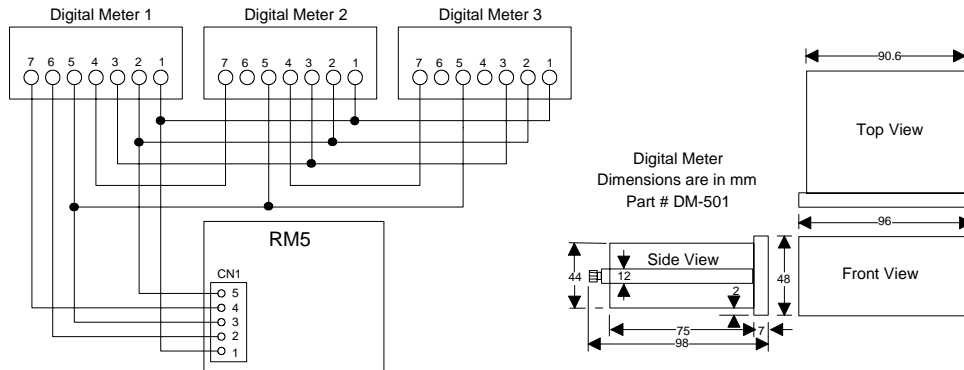 Digital Meter 1
Digital Meter 2
Digital Meter 3
7 6 5 4 3 2 1
7 6 5 4 3 2 1
7 6 5 4 3 2 1
RM5
CN1
5
4
3
2
1
Digital Meter
Dimensions are in mm
Part # DM-501
Side View
44
12
2
75
7
98
90.6
Top View
96
48
Front View